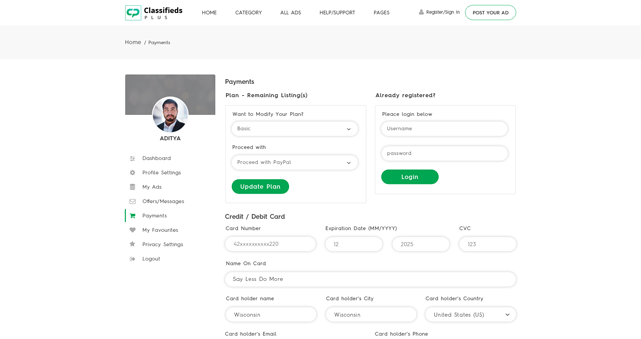 Classifieds
PLUS
HOME CATEGORY ALL ADS HELP/SUPPORT PAGES Register/Sign In POST YOUR AD
Home / Payments
ADITYA
Dashboard
Profile Settings
My Ads
Offers/Messages
Payments
My Favourites
Privacy Settings
Logout
Payments
Plan - Remaining Listing(s)
Want to Modify Your Plan?
Basic
Proceed with
Proceed with PayPal
Update Plan
Already registered?
Please login below
Username
password
Login
Credit / Debit Card
Card Number Expiration Date (MM/YYYY) CVC
42xxxxxxxxxx220 12 2025 123
Name On Card
Say Less Do More
Card holder name Card holder's City Card holder's Country
Wisconsin Wisconsin United States (US)
Card holder's Email Card holder's Phone